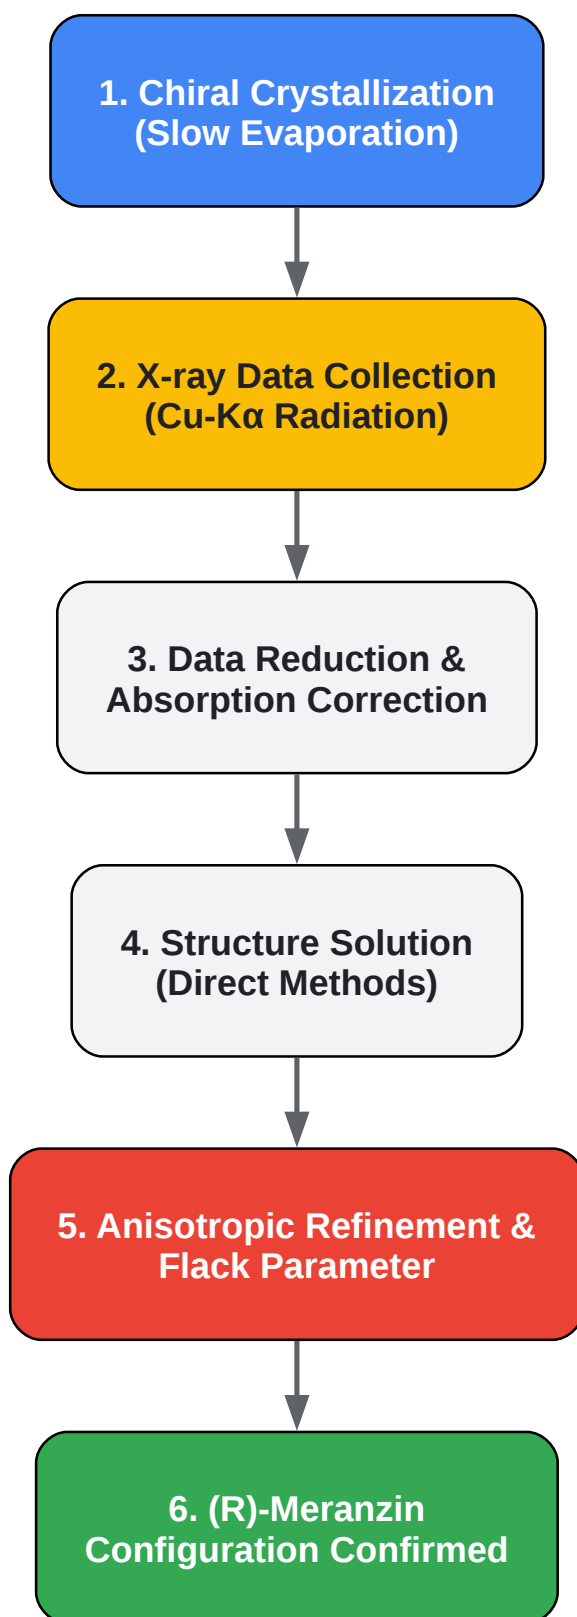 1. Chiral Crystallization
(Slow Evaporation)
2. X-ray Data Collection
(Cu-Kα Radiation)
3. Data Reduction &
Absorption Correction
4. Structure Solution
(Direct Methods)
5. Anisotropic Refinement &
Flack Parameter
6. (R)-Meranzin
Configuration Confirmed